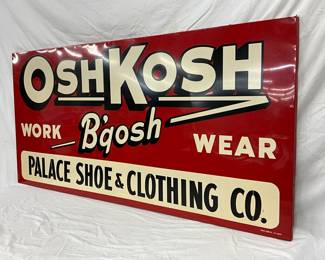 OSHKOSH
B'gosh
WORK WEAR
PALACE SHOE & CLOTHING CO.